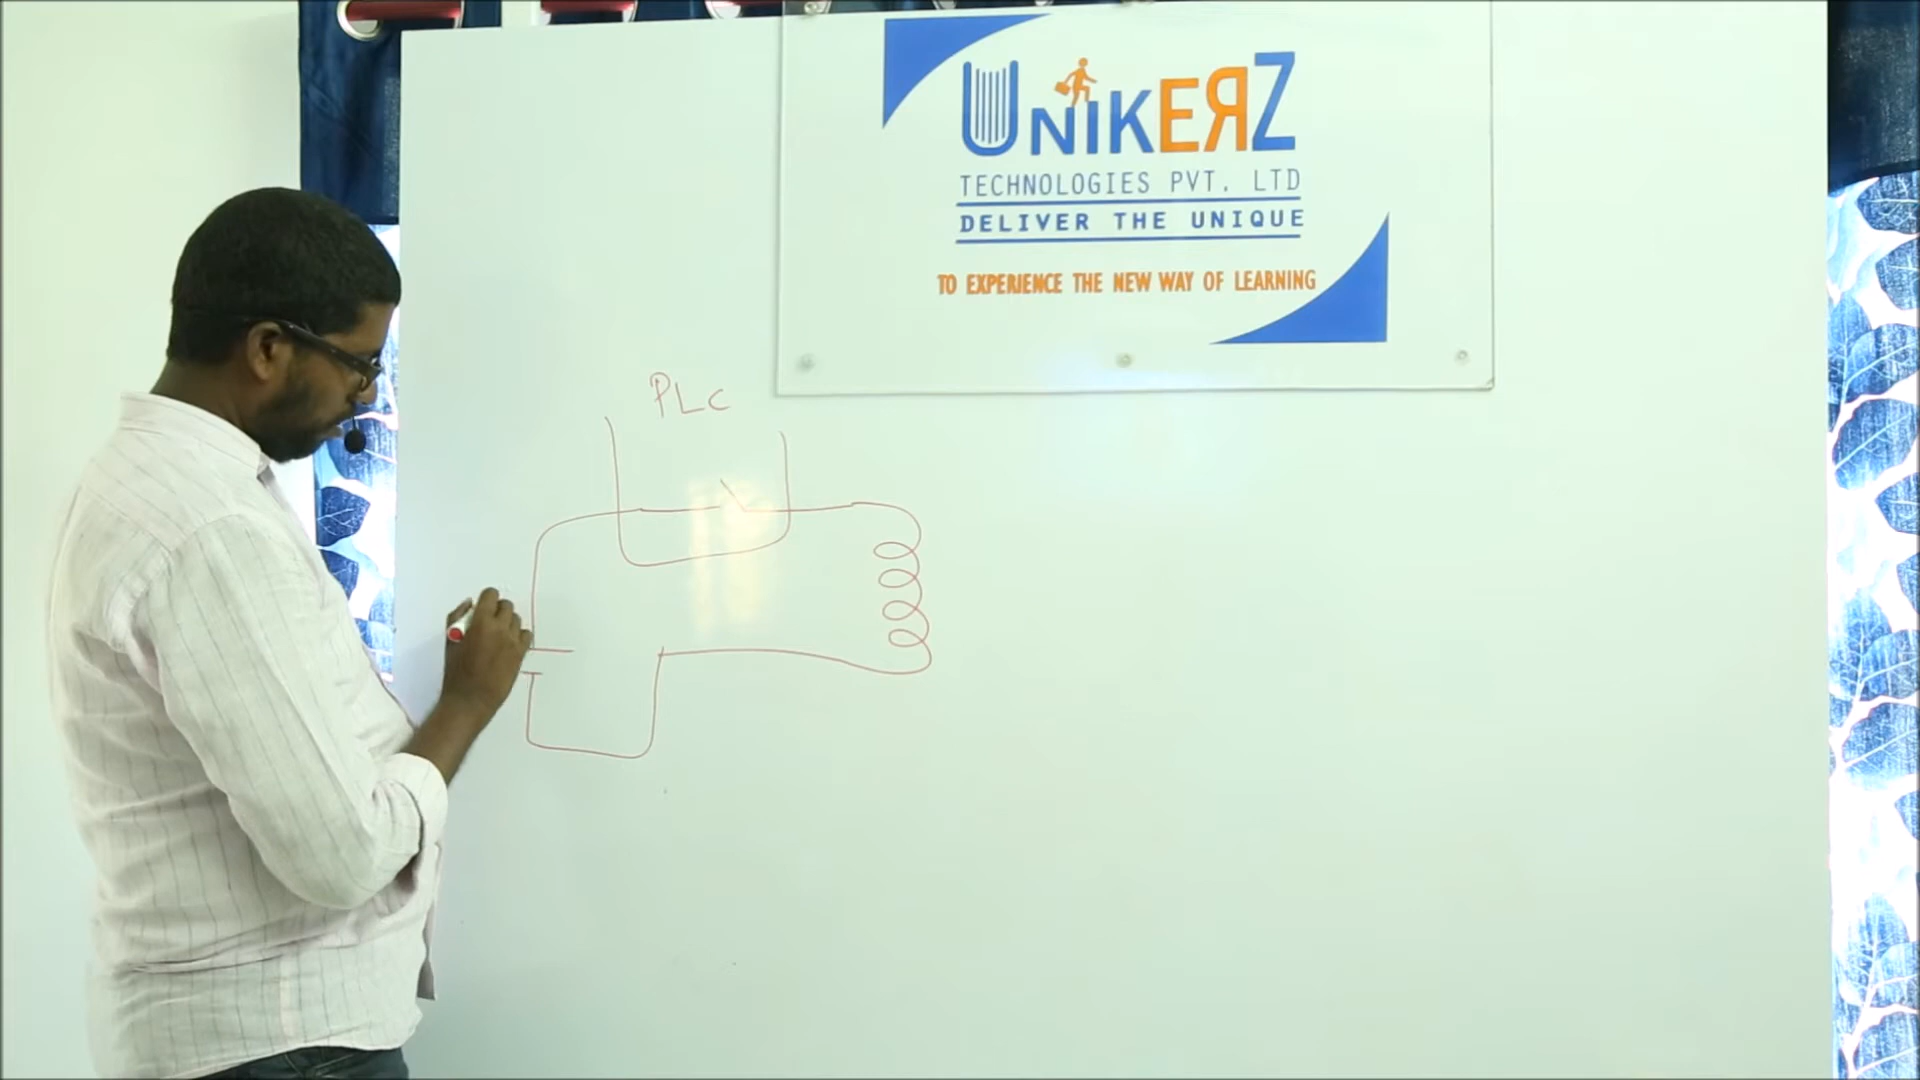 UNIKERZ
TECHNOLOGIES PVT. LTD
DELIVER THE UNIQUE
TO EXPERIENCE THE NEW WAY OF LEARNING
PLC